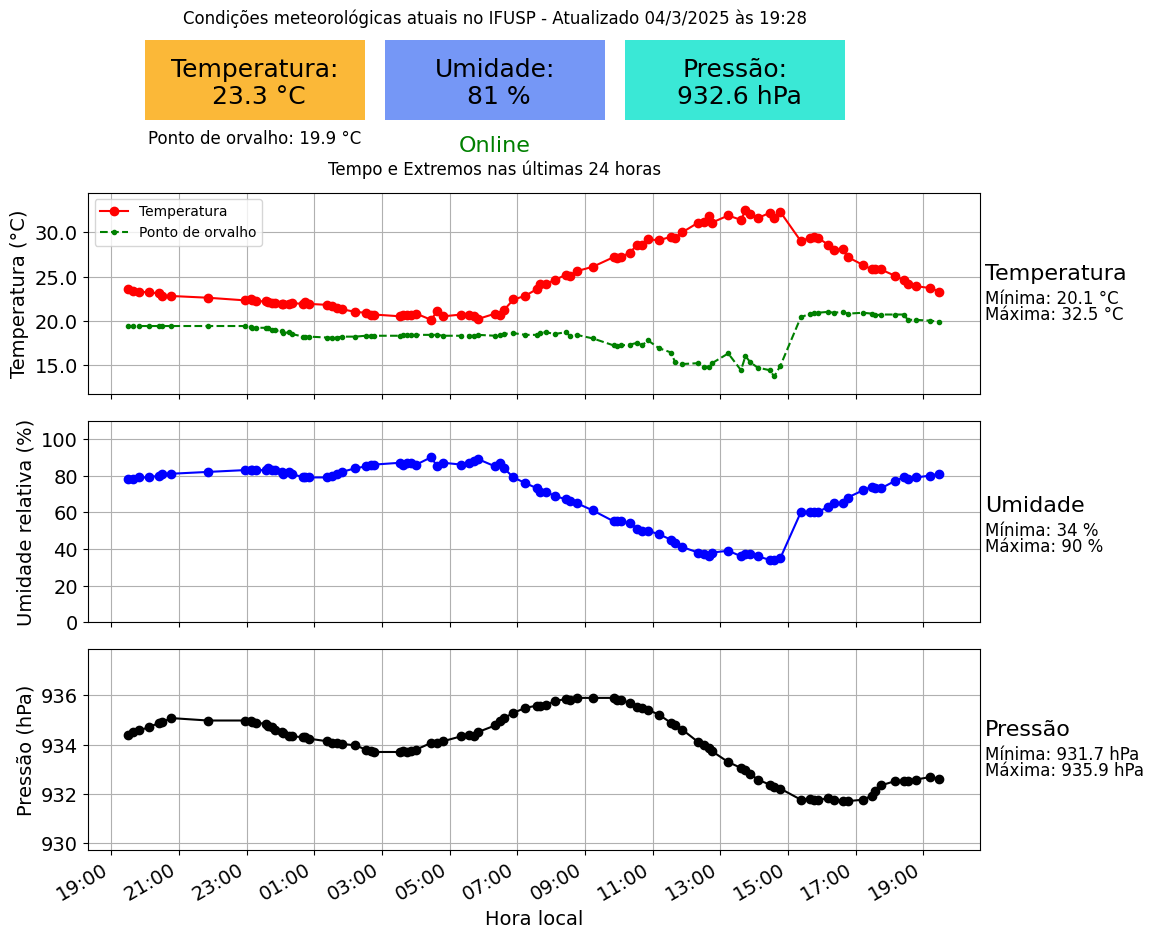 Condições meteorológicas atuais no IFUSP - Atualizado 04/3/2025 às 19:28
Temperatura:
23.3 °C
Umidade:
81 %
Pressão:
932.6 hPa
Ponto de orvalho: 19.9 °C
Online
Tempo e Extremos nas últimas 24 horas
Temperatura (°C)
30.0
25.0
20.0
15.0
Temperatura
Ponto de orvalho
Temperatura
Mínima: 20.1 °C
Máxima: 32.5 °C
Umidade relativa (%)
100
80
60
40
20
0
Umidade
Mínima: 34 %
Máxima: 90 %
Pressão (hPa)
936
934
932
930
Pressão
Mínima: 931.7 hPa
Máxima: 935.9 hPa
19:00 21:00 23:00 01:00 03:00 05:00 07:00 09:00 11:00 13:00 15:00 17:00 19:00
Hora local